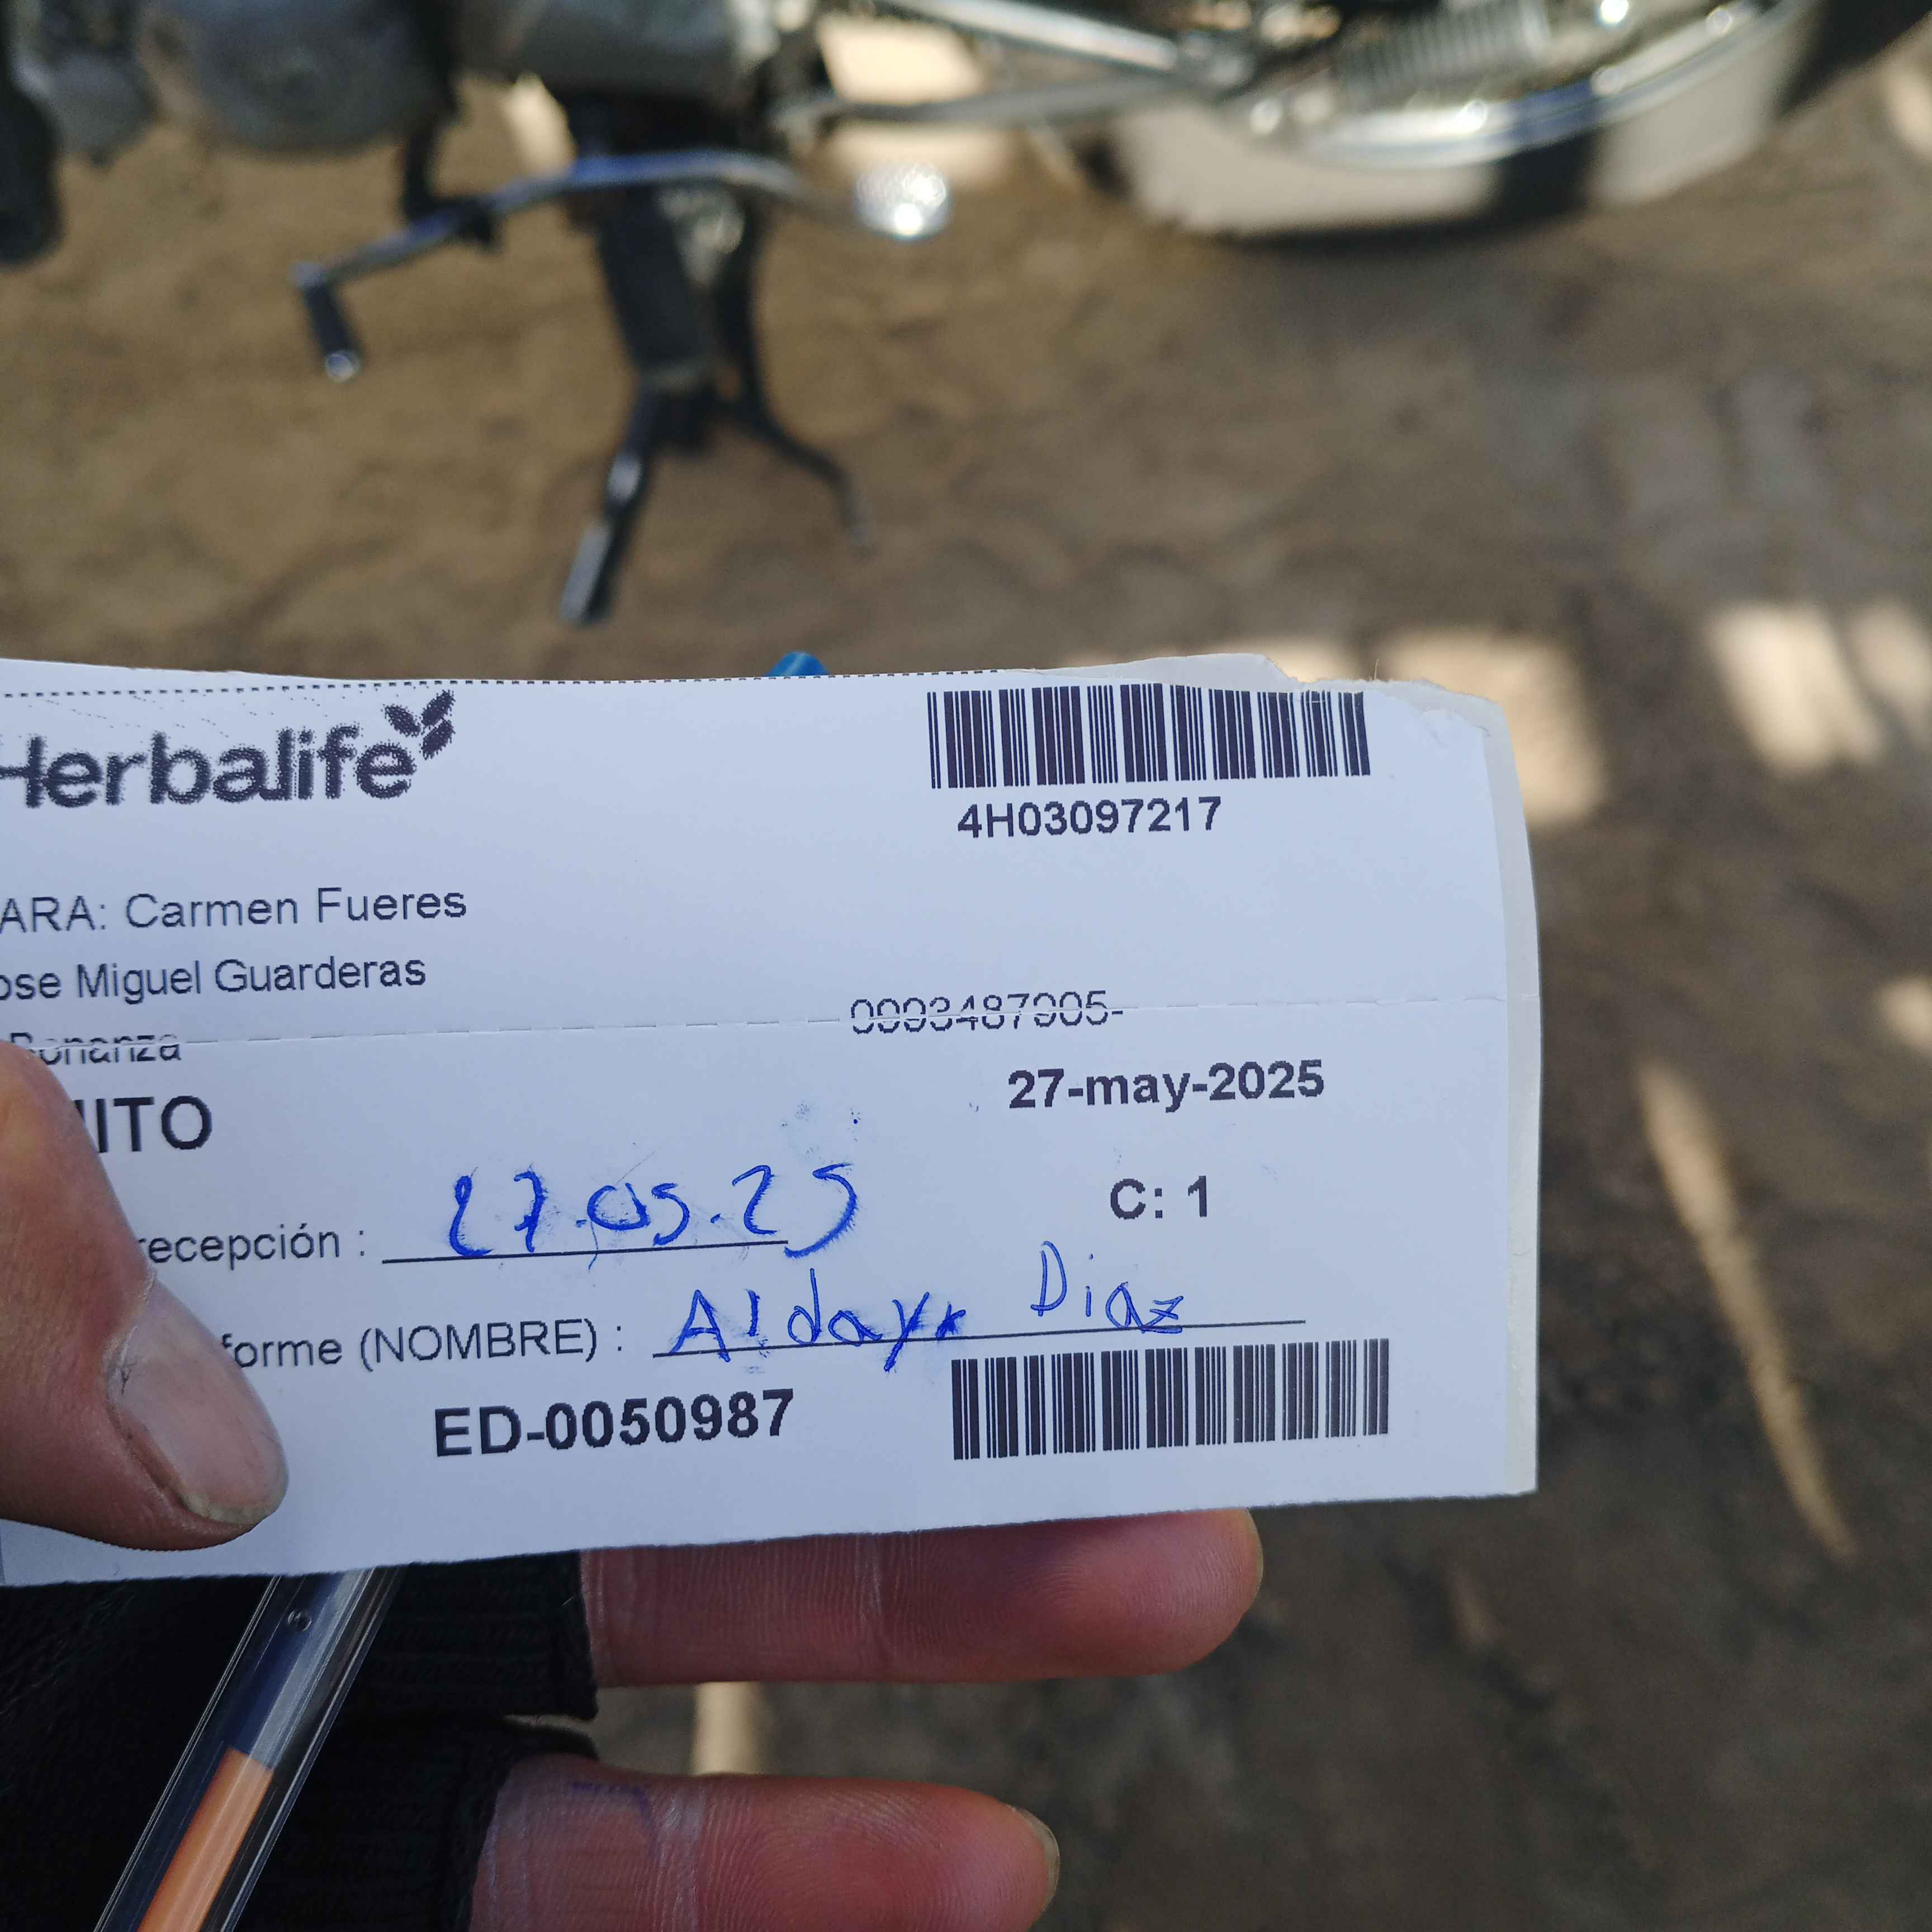 Herbalife
4H03097217
ARA: Carmen Fueres
ose Miguel Guarderas
0993487905-
Bonanza
27-may-2025
ITO
C: 1
recepción : 27.05.25
forme (NOMBRE) : Diaz
ED-0050987